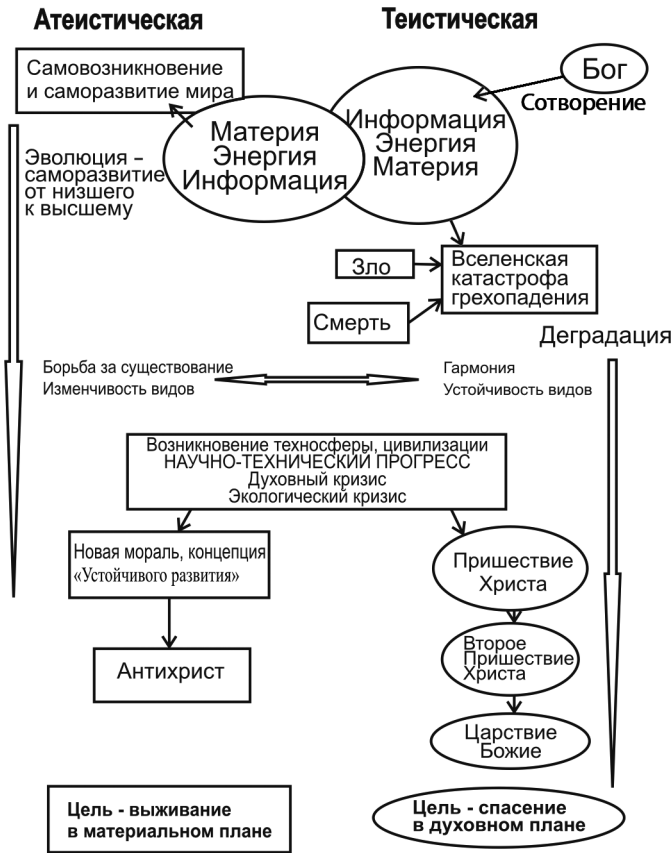 Атеистическая
Теистическая
Самовозникновение
и саморазвитие мира
Бог
Сотворение
Материя
Энергия
Информация
Информация
Энергия
Материя
Эволюция –
саморазвитие
от низшего
к высшему
Зло
Смерть
Вселенская
катастрофа
грехопадения
Деградация
Борьба за существование
Изменчивость видов
Гармония
Устойчивость видов
Возникновение техносферы, цивилизации
НАУЧНО-ТЕХНИЧЕСКИЙ ПРОГРЕСС
Духовный кризис
Экологический кризис
Новая мораль, концепция
«Устойчивого развития»
Антихрист
Пришествие
Христа
Второе
Пришествие
Христа
Царствие
Божие
Цель - выживание
в материальном плане
Цель - спасение
в духовном плане